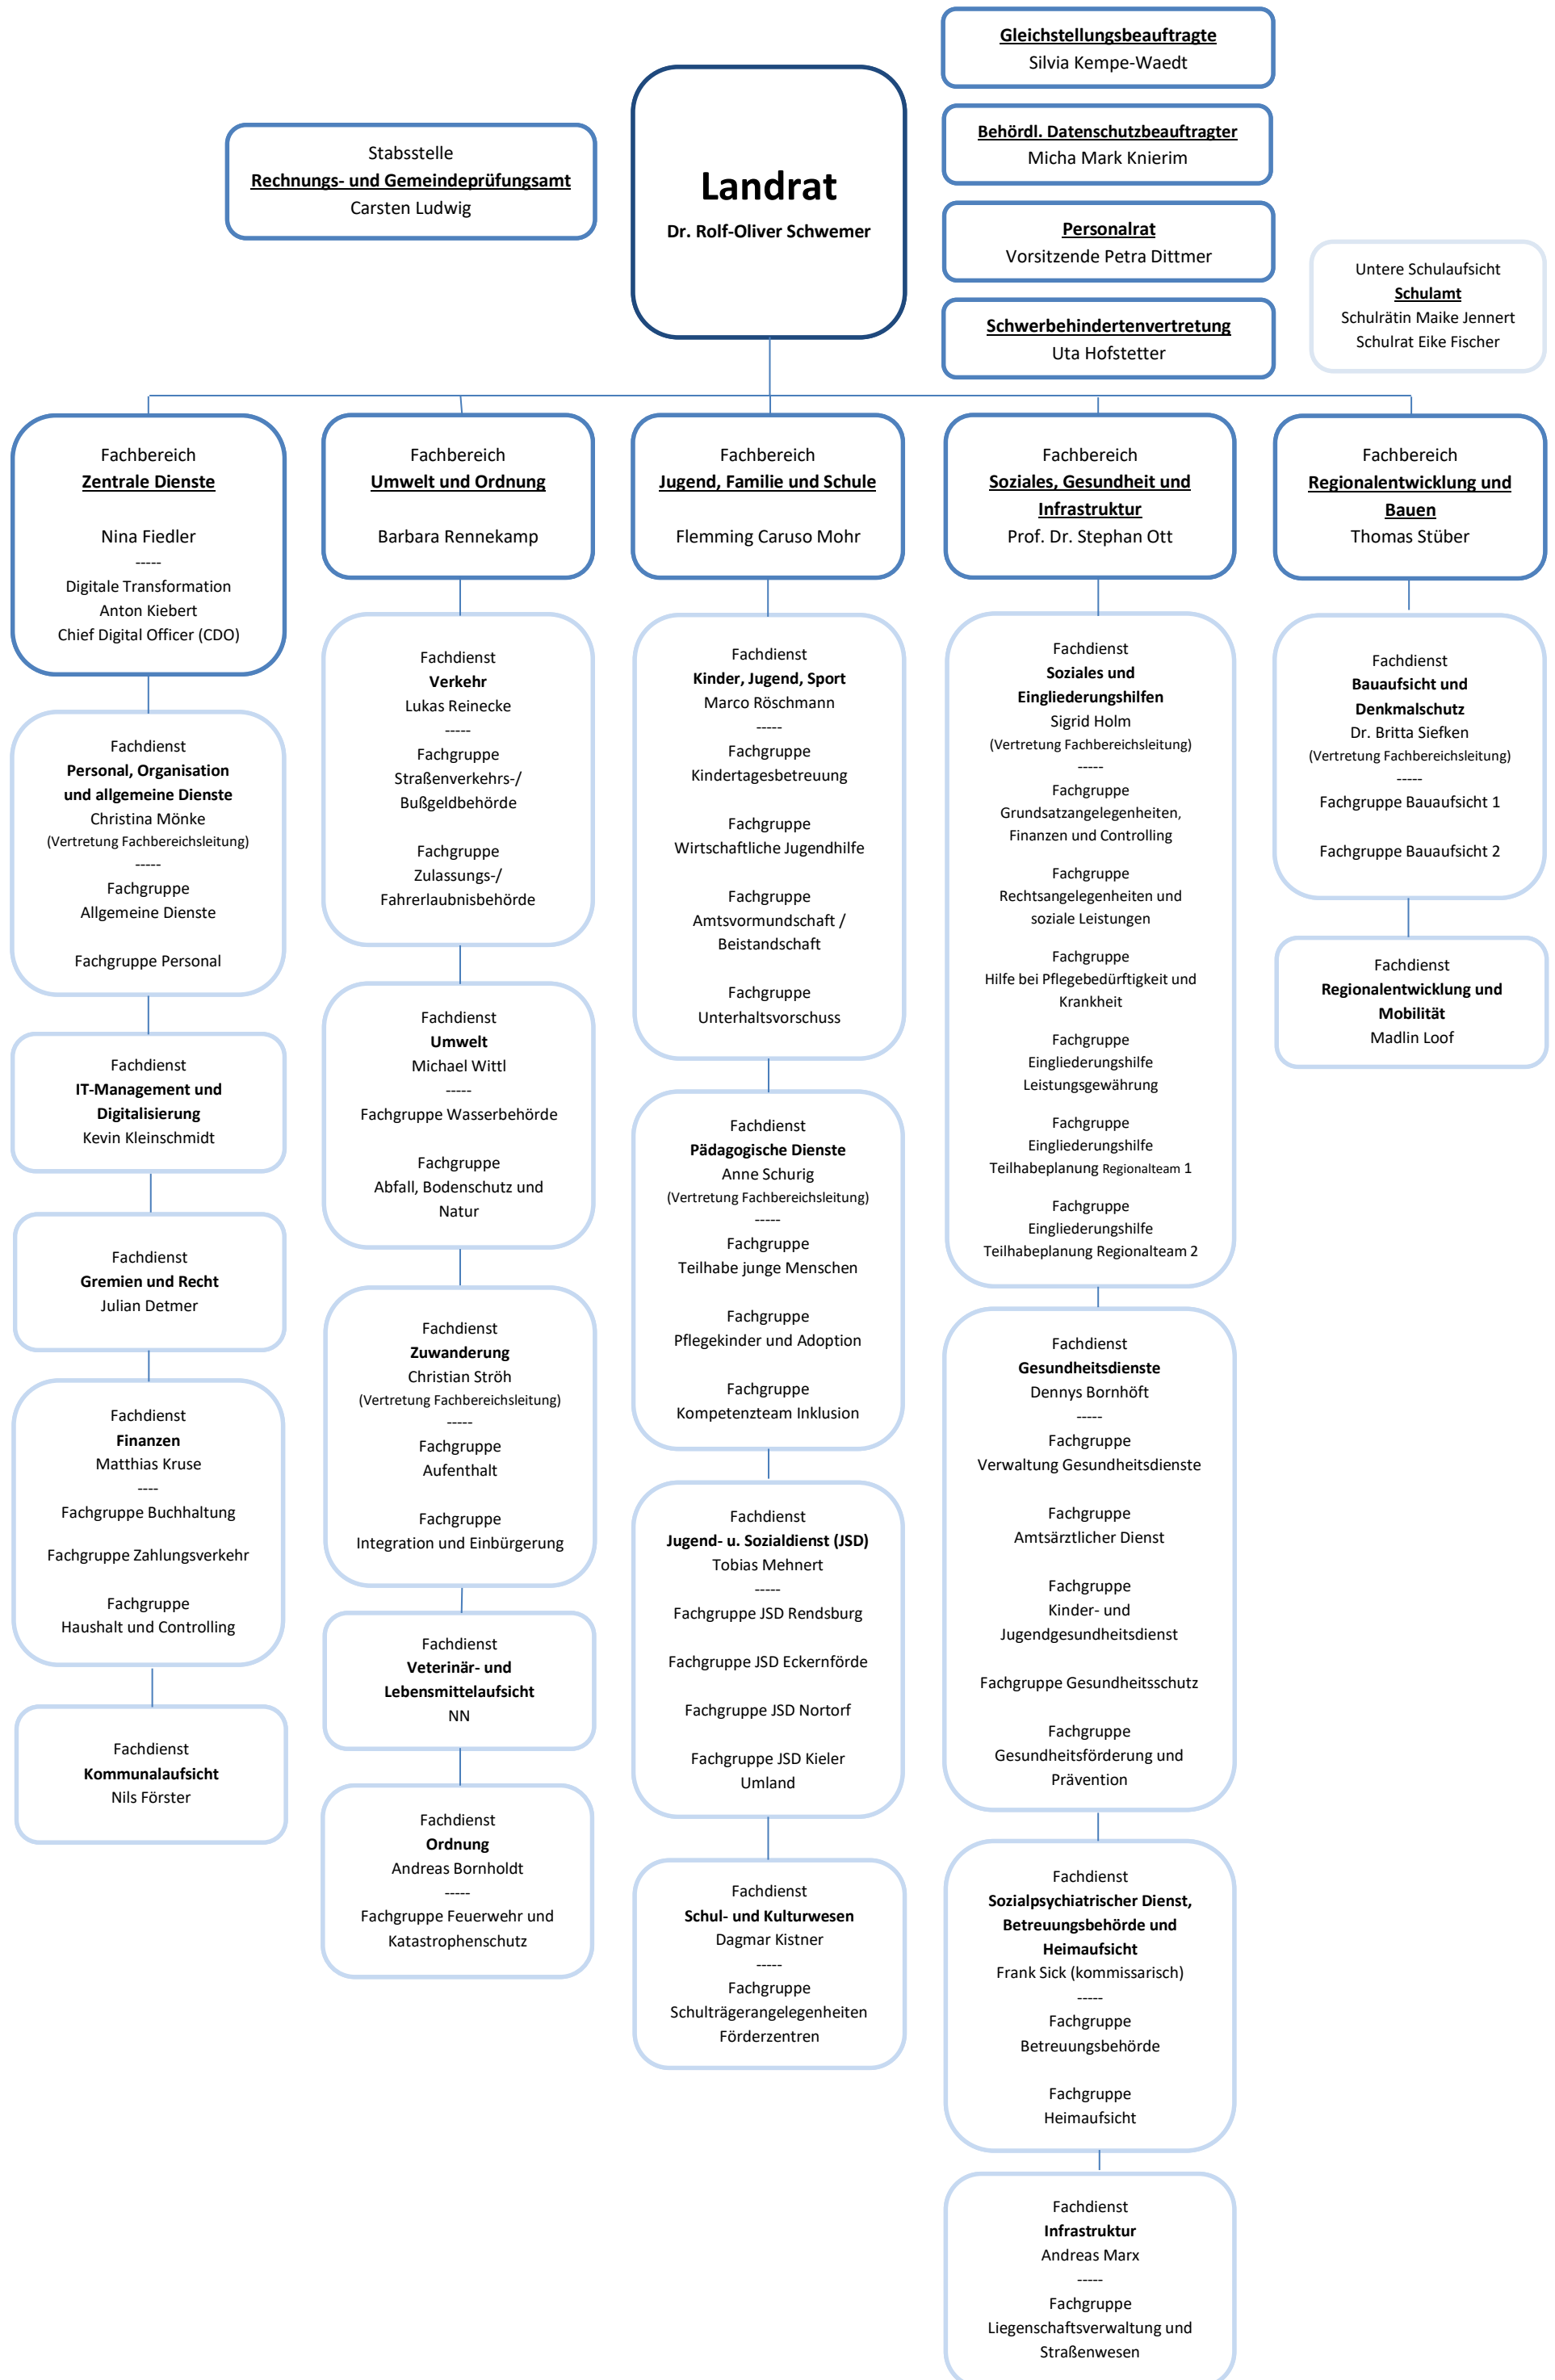 Gleichstellungsbeauftragte
Silvia Kempe-Waedt
Behördl. Datenschutzbeauftragter
Micha Mark Knierim
Stabsstelle
Rechnungs- und Gemeindeprüfungsamt
Carsten Ludwig
Landrat
Dr. Rolf-Oliver Schwemer
Personalrat
Vorsitzende Petra Dittmer
Untere Schulaufsicht
Schulamt
Schulrätin Maike Jennert
Schulrat Eike Fischer
Schwerbehindertenvertretung
Uta Hofstetter
Fachbereich
Zentrale Dienste
Nina Fiedler
-----
Digitale Transformation
Anton Kiebert
Chief Digital Officer (CDO)
Fachdienst
Personal, Organisation
und allgemeine Dienste
Christina Mönke
(Vertretung Fachbereichsleitung)
-----
Fachgruppe
Allgemeine Dienste
Fachgruppe Personal
Fachdienst
IT-Management und
Digitalisierung
Kevin Kleinschmidt
Fachdienst
Gremien und Recht
Julian Detmer
Fachdienst
Finanzen
Matthias Kruse
----
Fachgruppe Buchhaltung
Fachgruppe Zahlungsverkehr
Fachgruppe
Haushalt und Controlling
Fachdienst
Kommunalaufsicht
Nils Förster
Fachbereich
Umwelt und Ordnung
Barbara Rennekamp
Fachdienst
Verkehr
Lukas Reinecke
-----
Fachgruppe
Straßenverkehrs-/
Bußgeldbehörde
Fachgruppe
Zulassungs-/
Fahrerlaubnisbehörde
Fachdienst
Umwelt
Michael Wittl
-----
Fachgruppe Wasserbehörde
Fachgruppe
Abfall, Bodenschutz und
Natur
Fachdienst
Zuwanderung
Christian Ströh
(Vertretung Fachbereichsleitung)
-----
Fachgruppe
Aufenthalt
Fachgruppe
Integration und Einbürgerung
Fachdienst
Veterinär- und
Lebensmittelaufsicht
NN
Fachdienst
Ordnung
Andreas Bornholdt
-----
Fachgruppe Feuerwehr und
Katastrophenschutz
Fachbereich
Jugend, Familie und Schule
Flemming Caruso Mohr
Fachdienst
Kinder, Jugend, Sport
Marco Röschmann
-----
Fachgruppe
Kindertagesbetreuung
Fachgruppe
Wirtschaftliche Jugendhilfe
Fachgruppe
Amtsvormundschaft /
Beistandschaft
Fachgruppe
Unterhaltsvorschuss
Fachdienst
Pädagogische Dienste
Anne Schurig
(Vertretung Fachbereichsleitung)
-----
Fachgruppe
Teilhabe junge Menschen
Fachgruppe
Pflegekinder und Adoption
Fachgruppe
Kompetenzteam Inklusion
Fachdienst
Jugend- u. Sozialdienst (JSD)
Tobias Mehnert
-----
Fachgruppe JSD Rendsburg
Fachgruppe JSD Eckernförde
Fachgruppe JSD Nortorf
Fachgruppe JSD Kieler
Umland
Fachdienst
Schul- und Kulturwesen
Dagmar Kistner
-----
Fachgruppe
Schulträgerangelegenheiten
Förderzentren
Fachbereich
Soziales, Gesundheit und
Infrastruktur
Prof. Dr. Stephan Ott
Fachdienst
Soziales und
Eingliederungshilfen
Sigrid Holm
(Vertretung Fachbereichsleitung)
-----
Fachgruppe
Grundsatzangelegenheiten,
Finanzen und Controlling
Fachgruppe
Rechtsangelegenheiten und
soziale Leistungen
Fachgruppe
Hilfe bei Pflegebedürftigkeit und
Krankheit
Fachgruppe
Eingliederungshilfe
Leistungsgewährung
Fachgruppe
Eingliederungshilfe
Teilhabeplanung Regionalteam 1
Fachgruppe
Eingliederungshilfe
Teilhabeplanung Regionalteam 2
Fachdienst
Gesundheitsdienste
Dennys Bornhöft
-----
Fachgruppe
Verwaltung Gesundheitsdienste
Fachgruppe
Amtsärztlicher Dienst
Fachgruppe
Kinder- und
Jugendgesundheitsdienst
Fachgruppe Gesundheitsschutz
Fachgruppe
Gesundheitsförderung und
Prävention
Fachdienst
Sozialpsychiatrischer Dienst,
Betreuungsbehörde und
Heimaufsicht
Frank Sick (kommissarisch)
-----
Fachgruppe
Betreuungsbehörde
Fachgruppe
Heimaufsicht
Fachdienst
Infrastruktur
Andreas Marx
-----
Fachgruppe
Liegenschaftsverwaltung und
Straßenwesen
Fachbereich
Regionalentwicklung und
Bauen
Thomas Stüber
Fachdienst
Bauaufsicht und
Denkmalschutz
Dr. Britta Siefken
(Vertretung Fachbereichsleitung)
-----
Fachgruppe Bauaufsicht 1
Fachgruppe Bauaufsicht 2
Fachdienst
Regionalentwicklung und
Mobilität
Madlin Loof